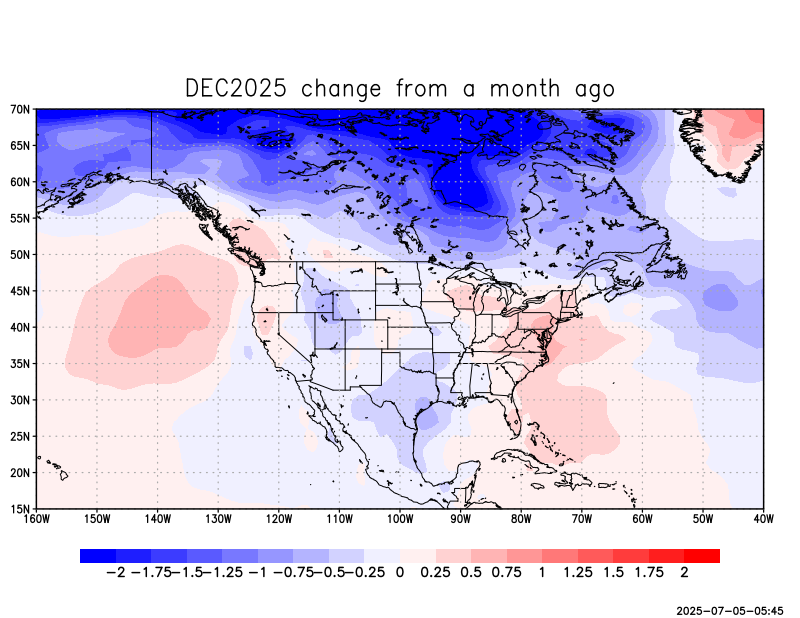 DEC2025 change from a month ago
70N
65N
60N
55N
50N
45N
40N
35N
30N
25N
20N
15N
160W 150W 140W 130W 120W 110W 100W 90W 80W 70W 60W 50W 40W
−2 −1.75 −1.5 −1.25 −1 −0.75 −0.5 −0.25 0 0.25 0.5 0.75 1 1.25 1.5 1.75 2
2025-07-05-05:45